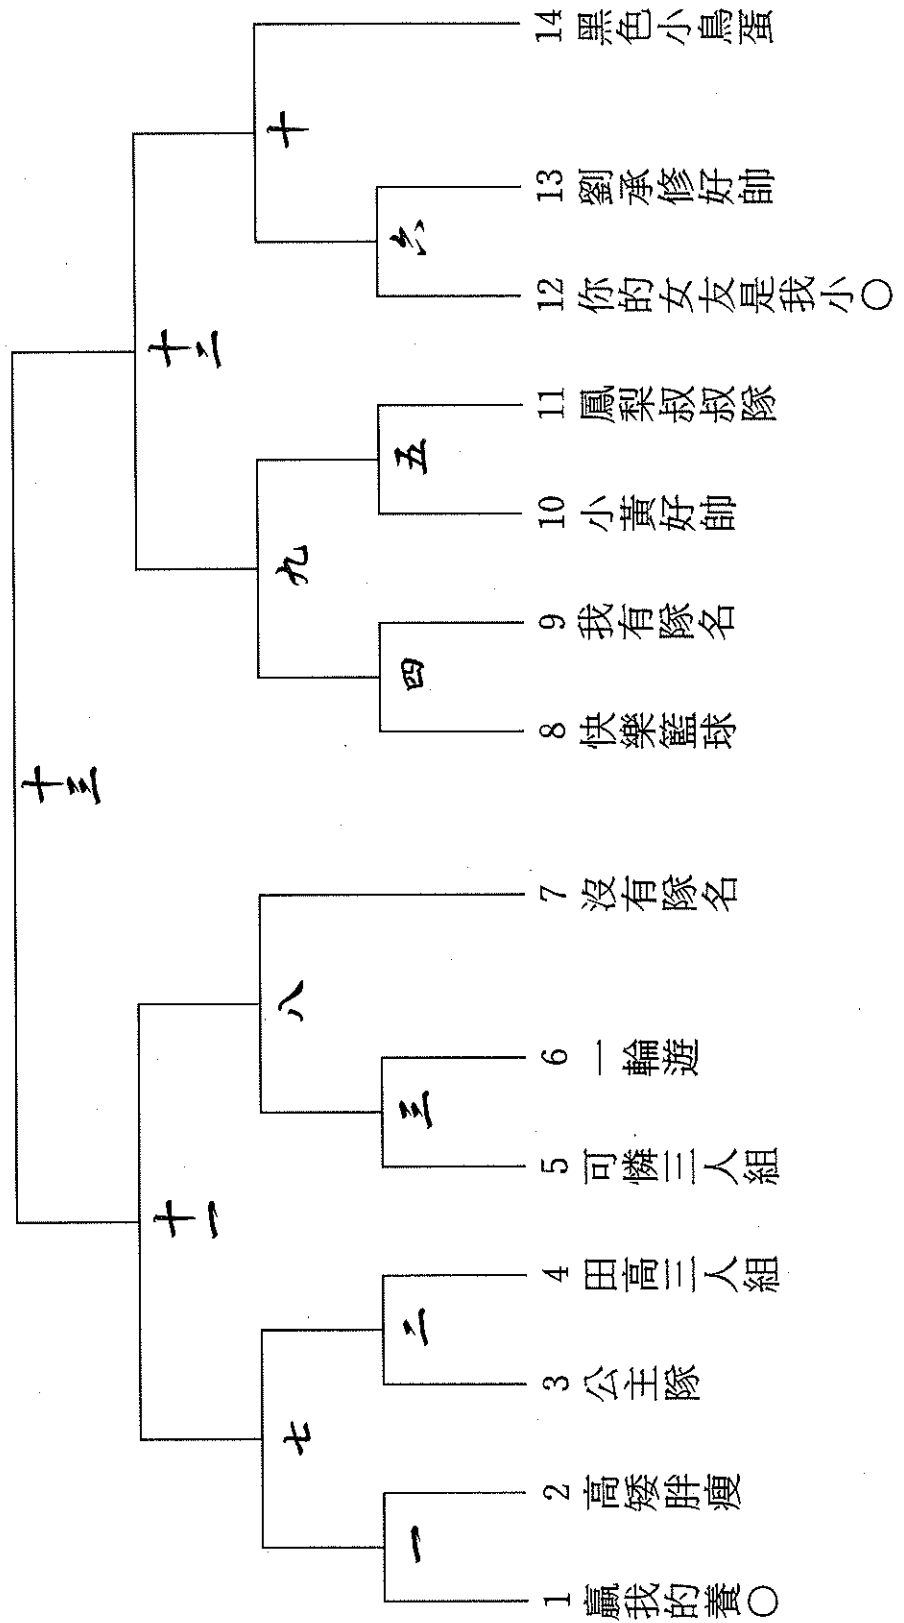 十三
十一
十二
七
八
九
十
一
二
三
四
五
六
1 贏我的養○
2 高矮胖瘦
3 公主隊
4 田高三人組
5 可憐三人組
6 一輪遊
7 沒有隊名
8 快樂籃球
9 我有隊名
10 小黃好帥
11 鳳梨叔叔隊
12 你的女友是我小○
13 劉承修好帥
14 黑色小鳥蛋